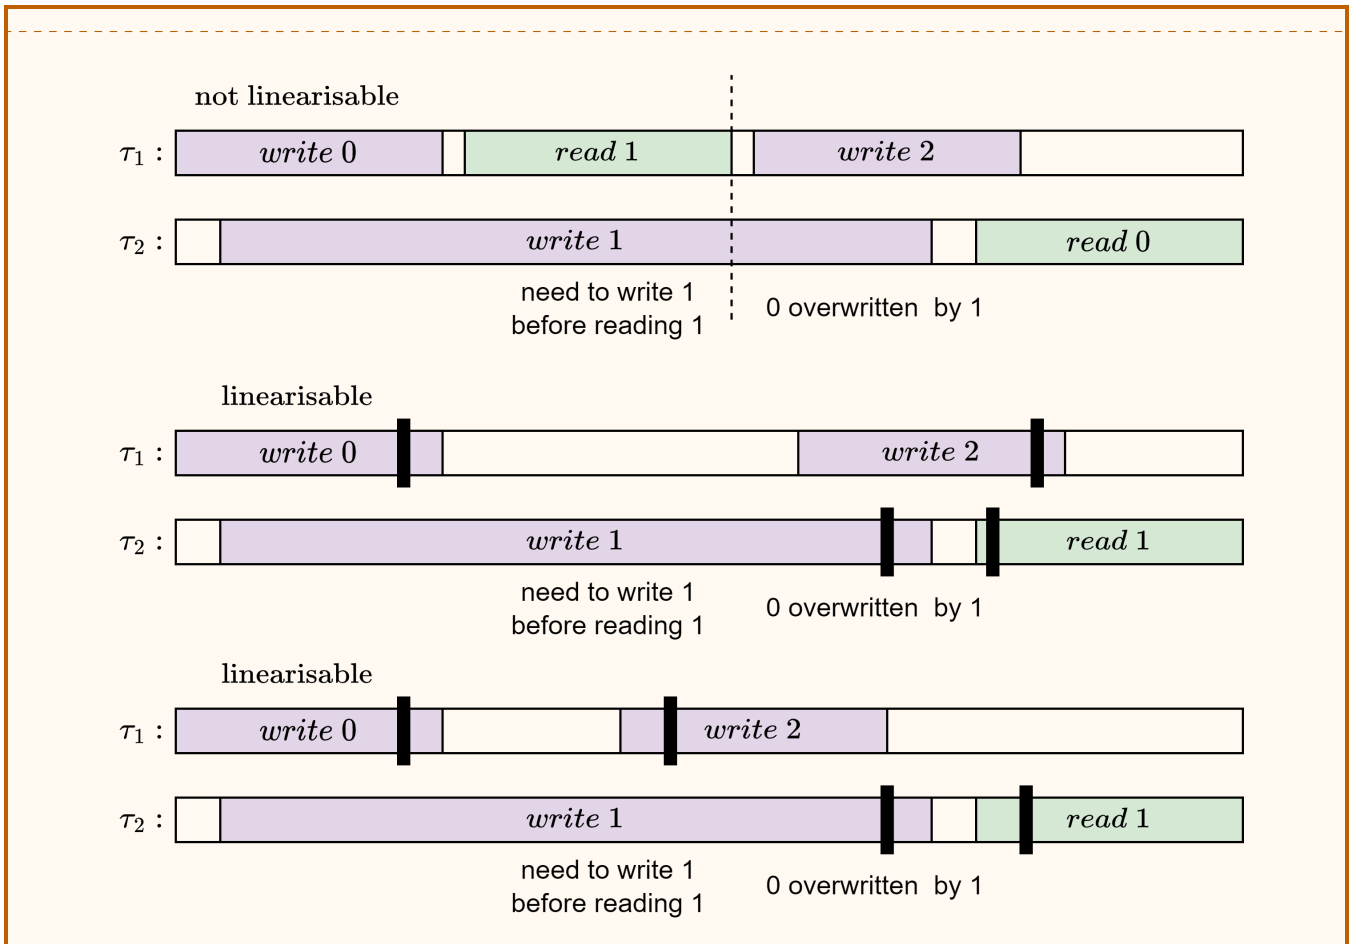 not linearisable
τ₁ : write 0 read 1 write 2
τ₂ : write 1 read 0
need to write 1
before reading 1
0 overwritten by 1
linearisable
τ₁ : write 0 write 2
τ₂ : write 1 read 1
need to write 1
before reading 1
0 overwritten by 1
linearisable
τ₁ : write 0 write 2
τ₂ : write 1 read 1
need to write 1
before reading 1
0 overwritten by 1